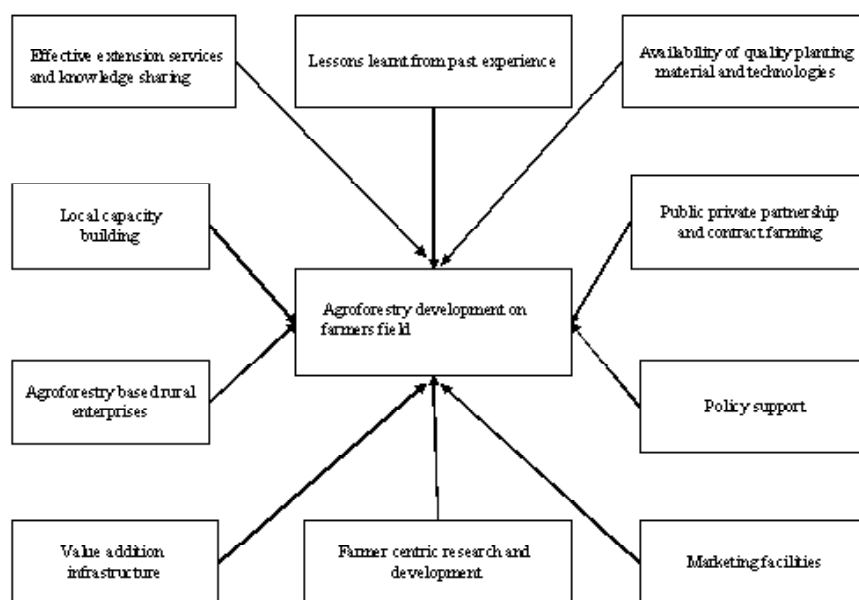 Effective extension services
and knowledge sharing
Lessons learnt from past experience
Availability of quality planting
material and technologies
Local capacity
building
Public private partnership
and contract farming
Agroforestry development on
farmers field
Agroforestry based rural
enterprises
Policy support
Value addition
infrastructure
Farmer centric research and
development
Marketing facilities